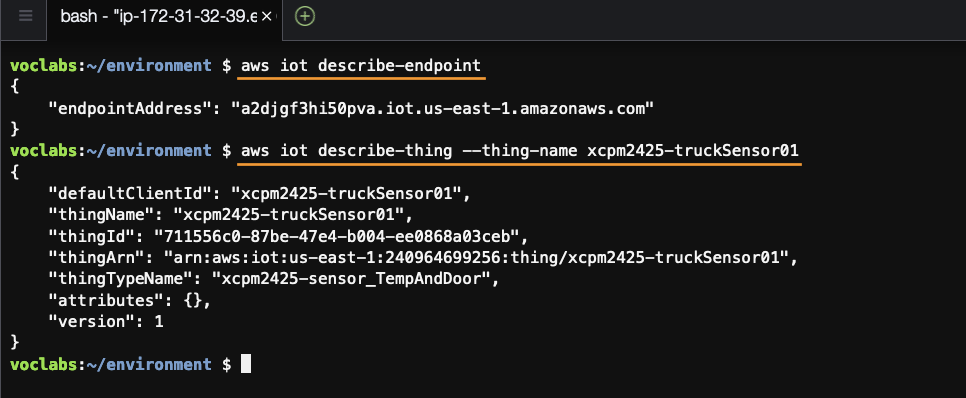 bash - "ip-172-31-32-39.e ×
voclabs:~/environment $ aws iot describe-endpoint
{
    "endpointAddress": "a2djgf3hi50pva.iot.us-east-1.amazonaws.com"
}
voclabs:~/environment $ aws iot describe-thing --thing-name xcpm2425-truckSensor01
{
    "defaultClientId": "xcpm2425-truckSensor01",
    "thingName": "xcpm2425-truckSensor01",
    "thingId": "711556c0-87be-47e4-b004-ee0868a03ceb",
    "thingArn": "arn:aws:iot:us-east-1:240964699256:thing/xcpm2425-truckSensor01",
    "thingTypeName": "xcpm2425-sensor_TempAndDoor",
    "attributes": {},
    "version": 1
}
voclabs:~/environment $